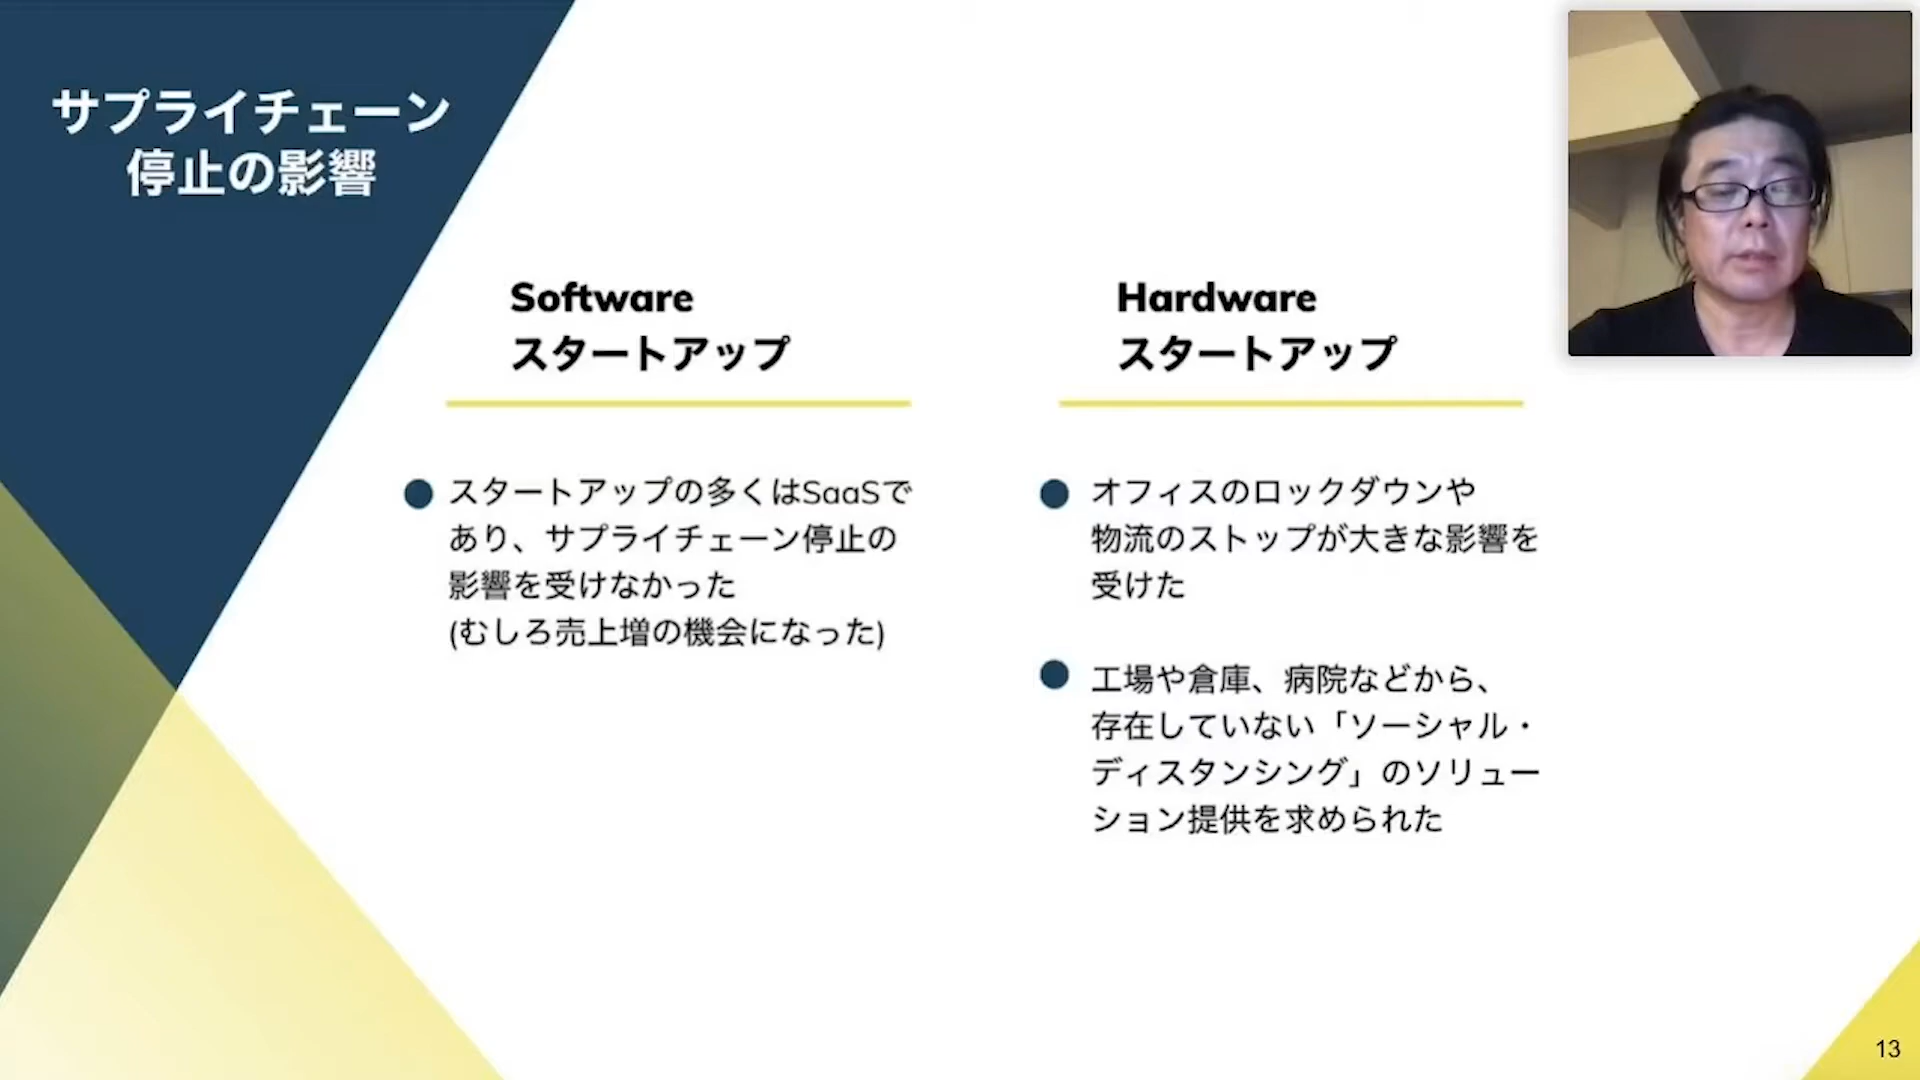 サプライチェーン
停止の影響
Software
スタートアップ
スタートアップの多くはSaaSで
あり、サプライチェーン停止の
影響を受けなかった
(むしろ売上増の機会になった)
Hardware
スタートアップ
オフィスのロックダウンや
物流のストップが大きな影響を
受けた
工場や倉庫、病院などから、
存在していない「ソーシャル・
ディスタンシング」のソリュー
ション提供を求められた
13